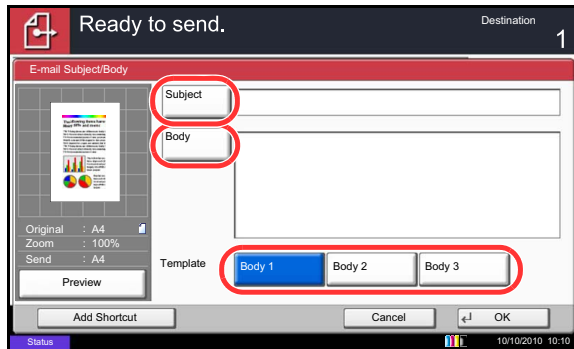 Ready to send.
Destination
1
E-mail Subject/Body
Subject
Body
Original : A4
Zoom : 100%
Send : A4
Preview
Template
Body 1
Body 2
Body 3
Add Shortcut
Cancel
OK
Status
10/10/2010 10:10